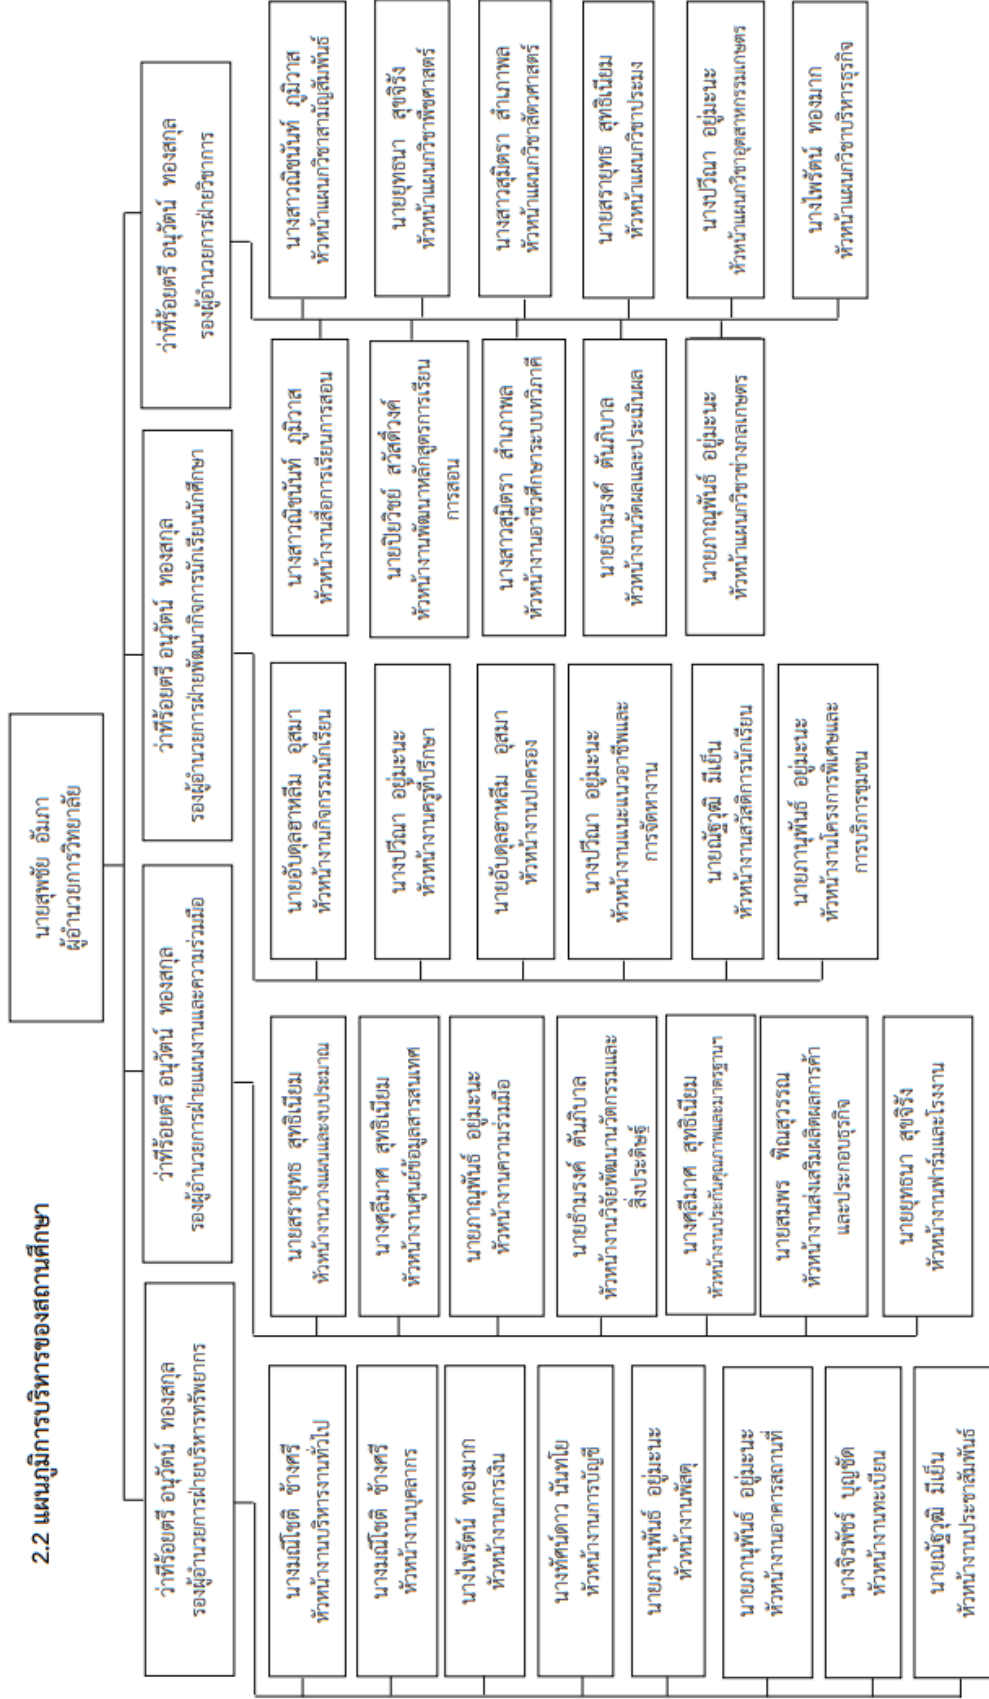 2.2 แผนภูมิการบริหารของสถานศึกษา
นายสุพชัย อัมภา
ผู้อำนวยการวิทยาลัย
ว่าที่ร้อยตรี อนุวัตน์ ทองสกุล
รองผู้อำนวยการฝ่ายบริหารทรัพยากร
ว่าที่ร้อยตรี อนุวัตน์ ทองสกุล
รองผู้อำนวยการฝ่ายแผนงานและความร่วมมือ
ว่าที่ร้อยตรี อนุวัตน์ ทองสกุล
รองผู้อำนวยการฝ่ายพัฒนากิจการนักเรียนนักศึกษา
ว่าที่ร้อยตรี อนุวัตน์ ทองสกุล
รองผู้อำนวยการฝ่ายวิชาการ
นางมณีโชติ ช้างศรี
หัวหน้างานบริหารงานทั่วไป
นางมณีโชติ ช้างศรี
หัวหน้างานบุคลากร
นางไพรัตน์ ทองมาก
หัวหน้างานการเงิน
นางทัศน์ดาว นันทโย
หัวหน้างานการบัญชี
นายภานุพันธ์ อยู่มะนะ
หัวหน้างานพัสดุ
นายภานุพันธ์ อยู่มะนะ
หัวหน้างานอาคารสถานที่
นางจิรพัชร์ บุญชัด
หัวหน้างานทะเบียน
นายณัฐวุฒิ มีเย็น
หัวหน้างานประชาสัมพันธ์
นายสรายุทธ สุทธิเนียม
หัวหน้างานวางแผนและงบประมาณ
นางศุลีมาศ สุทธิเนียม
หัวหน้างานศูนย์ข้อมูลสารสนเทศ
นายภานุพันธ์ อยู่มะนะ
หัวหน้างานความร่วมมือ
นายธำมรงค์ ตันภิบาล
หัวหน้างานวิจัยพัฒนานวัตกรรมและ
สิ่งประดิษฐ์
นางศุลีมาศ สุทธิเนียม
หัวหน้างานประกันคุณภาพและมาตรฐานฯ
นายสมพร พิณสุวรรณ
หัวหน้างานส่งเสริมผลิตผลการค้า
และประกอบธุรกิจ
นายยุทธนา สุขจิรัง
หัวหน้างานฟาร์มและโรงงาน
นายอับดุลฮาหลีม อุสมา
หัวหน้างานกิจกรรมนักเรียน
นางปวีณา อยู่มะนะ
หัวหน้างานครูที่ปรึกษา
นายอับดุลฮาหลีม อุสมา
หัวหน้างานปกครอง
นางปวีณา อยู่มะนะ
หัวหน้างานแนะแนวอาชีพและ
การจัดหางาน
นายณัฐวุฒิ มีเย็น
หัวหน้างานสวัสดิการนักเรียน
นายภานุพันธ์ อยู่มะนะ
หัวหน้างานโครงการพิเศษและ
การบริการชุมชน
นางสาวณิชนันท์ ภูมิวาส
หัวหน้างานสื่อการเรียนการสอน
นายปิยวิชย์ สวัสดิ์วงค์
หัวหน้างานพัฒนาหลักสูตรการเรียน
การสอน
นางสาวสุมิตรา สำเภาพล
หัวหน้างานอาชีวศึกษาระบบทวิภาคี
นายธำมรงค์ ตันภิบาล
หัวหน้างานวัดผลและประเมินผล
นายภาณุพันธ์ อยู่มะนะ
หัวหน้าแผนกวิชาช่างกลเกษตร
นางสาวณิชนันท์ ภูมิวาส
หัวหน้าแผนกวิชาสามัญสัมพันธ์
นายยุทธนา สุขจิรัง
หัวหน้าแผนกวิชาพืชศาสตร์
นางสาวสุมิตรา สำเภาพล
หัวหน้าแผนกวิชาสัตวศาสตร์
นายสรายุทธ สุทธิเนียม
หัวหน้าแผนกวิชาประมง
นางปวีณา อยู่มะนะ
หัวหน้าแผนกวิชาอุตสาหกรรมเกษตร
นางไพรัตน์ ทองมาก
หัวหน้าแผนกวิชาบริหารธุรกิจ